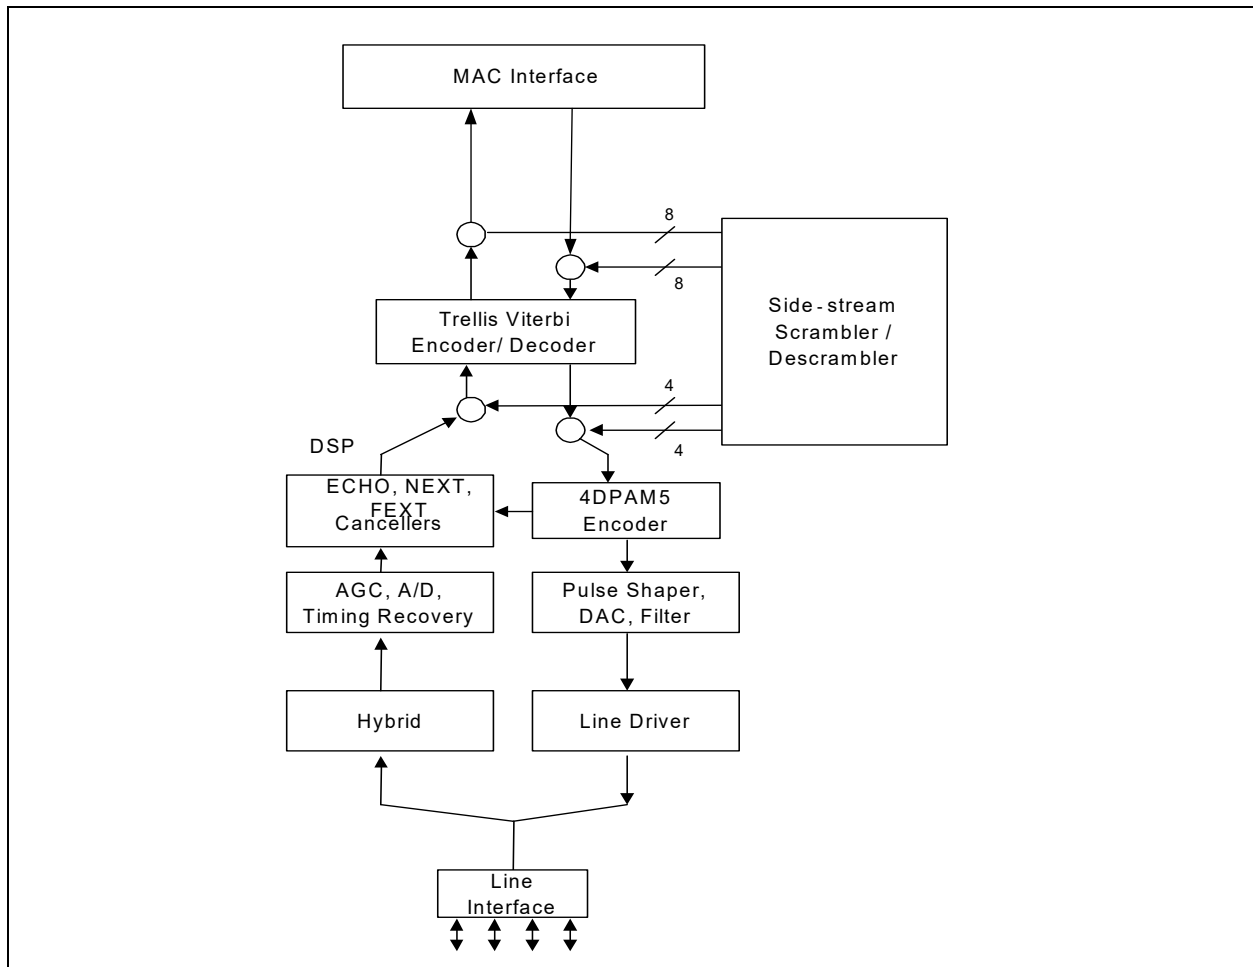 MAC Interface
8
8
Side-stream
Scrambler /
Descrambler
Trellis Viterbi
Encoder/ Decoder
4
4
DSP
ECHO, NEXT,
FEXT
Cancellers
4DPAM5
Encoder
AGC, A/D,
Timing Recovery
Pulse Shaper,
DAC, Filter
Hybrid
Line Driver
Line
Interface